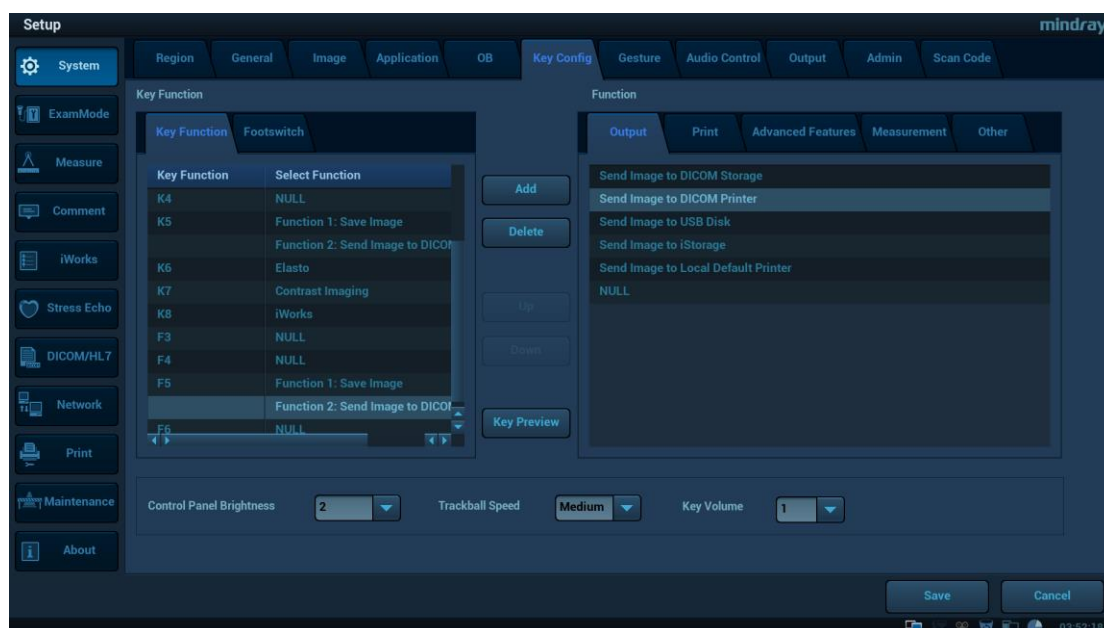 Setup
mindray
System
ExamMode
Measure
Comment
iWorks
Stress Echo
DICOM/HL7
Network
Print
Maintenance
About
Region General Image Application OB Key Config Gesture Audio Control Output Admin Scan Code
Key Function
Key Function Footswitch
Key Function Select Function
K4 NULL
K5 Function 1: Save Image
Function 2: Send Image to DICO
K6 Elasto
K7 Contrast Imaging
K8 iWorks
F3 NULL
F4 NULL
F5 Function 1: Save Image
Function 2: Send Image to DICO
F6 NULL
Add
Delete
Up
Down
Key Preview
Function
Output Print Advanced Features Measurement Other
Send Image to DICOM Storage
Send Image to DICOM Printer
Send Image to USB Disk
Send Image to iStorage
Send Image to Local Default Printer
NULL
Control Panel Brightness 2 Trackball Speed Medium Key Volume 1
Save Cancel
03:52:18